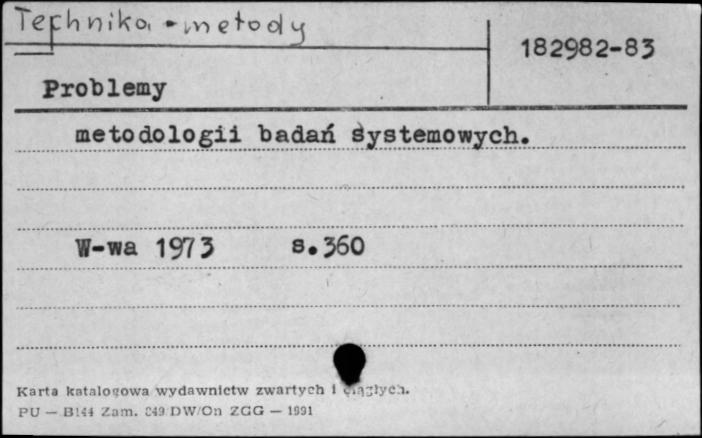 Technika - metody
182982-83
Problemy
metodologii badań systemowych.
W-wa 1973 s.360
Karta katalogowa wydawnictw zwartych i ciągłych.
PU — B144 Zam. 849 DW/On ZGG — 1991